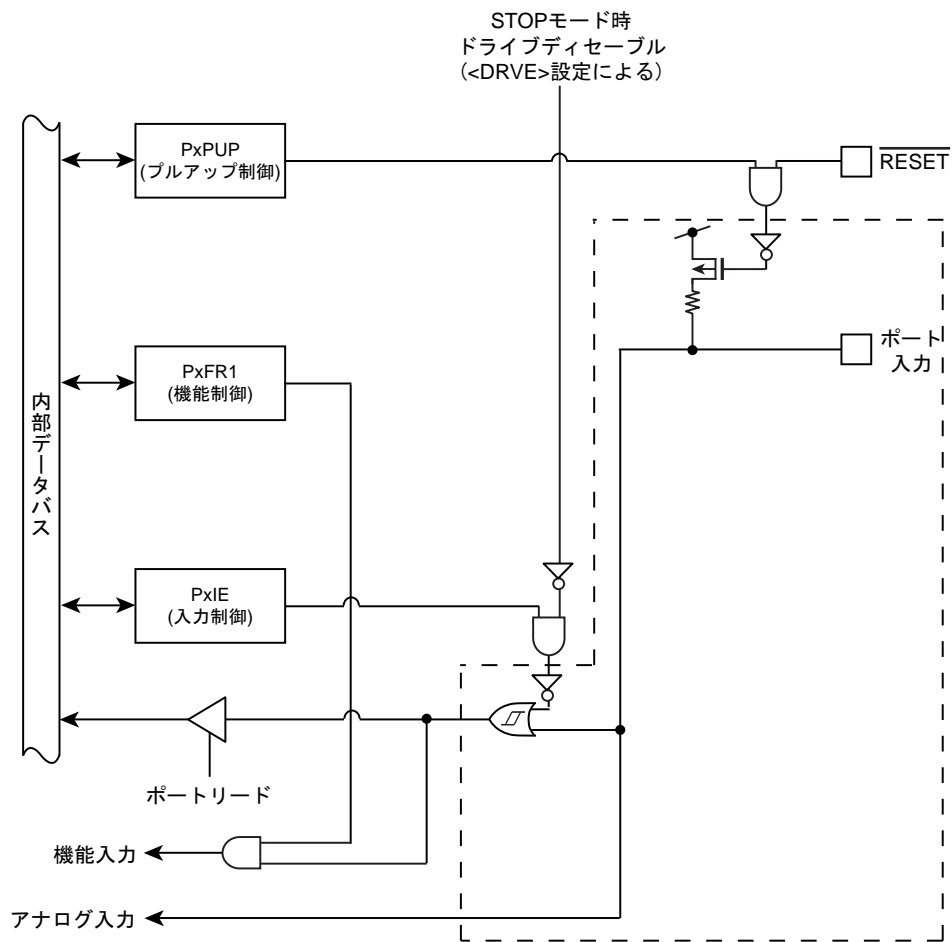 STOPモード時
ドライブディセーブル
(<DRVE>設定による)
PxPUP
(プルアップ制御)
RESET
ポート
入力
PxFR1
(機能制御)
内部データバス
PxIE
(入力制御)
ポートリード
機能入力
アナログ入力